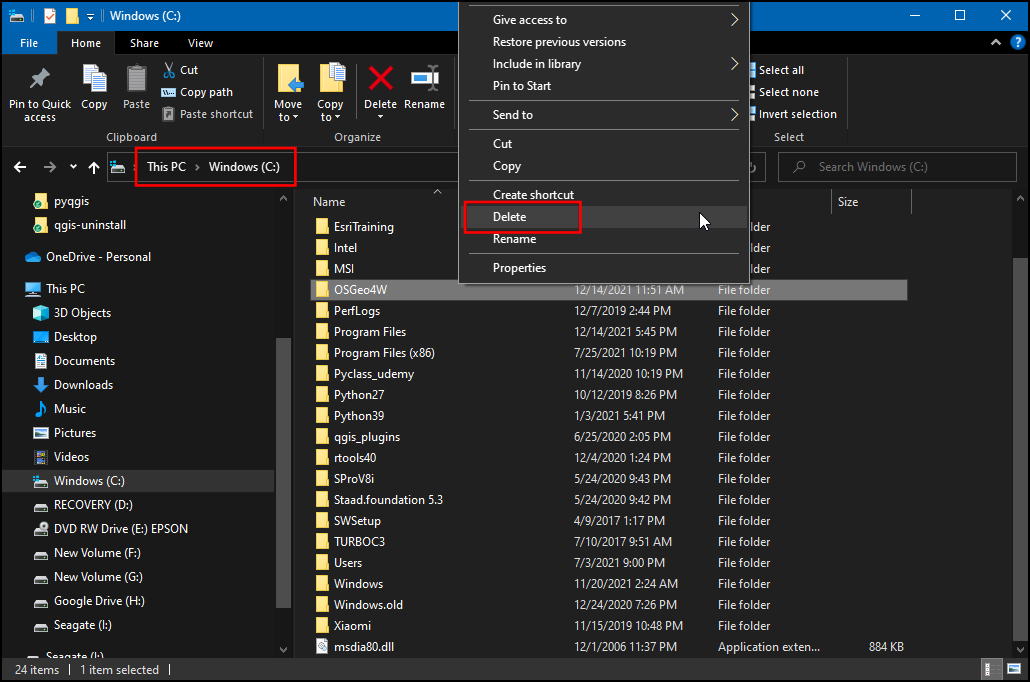 Windows (C:)
File Home Share View
Pin to Quick access
Copy
Paste
Cut
Copy path
Paste shortcut
Clipboard
Move to
Copy to
Delete
Rename
Organize
Select all
Select none
Invert selection
Select
Give access to
Restore previous versions
Include in library
Pin to Start
Send to
Cut
Copy
Create shortcut
Delete
Rename
Properties
This PC > Windows (C:)
Search Windows (C:)
pyqgis
qgis-uninstall
OneDrive - Personal
This PC
3D Objects
Desktop
Documents
Downloads
Music
Pictures
Videos
Windows (C:)
RECOVERY (D:)
DVD RW Drive (E:) EPSON
New Volume (F:)
New Volume (G:)
Google Drive (H:)
Seagate (I:)
Seagate (I:)
Name Size
EsriTraining lder
Intel lder
MSI lder
OSGeo4W 12/14/2021 11:51 AM File folder
PerfLogs 12/7/2019 2:44 PM File folder
Program Files 12/14/2021 5:45 PM File folder
Program Files (x86) 7/25/2021 10:19 PM File folder
Pyclass_udemy 11/14/2020 10:19 PM File folder
Python27 10/12/2019 8:26 PM File folder
Python39 1/3/2021 5:41 PM File folder
qgis_plugins 6/25/2020 2:05 PM File folder
rtools40 12/4/2020 1:24 PM File folder
SProV8i 5/24/2020 9:43 PM File folder
Staad.foundation 5.3 5/24/2020 9:42 PM File folder
SWSetup 4/9/2017 1:17 PM File folder
TURBOC3 7/10/2017 9:51 AM File folder
Users 7/3/2021 9:00 PM File folder
Windows 11/20/2021 2:24 AM File folder
Windows.old 12/24/2020 7:26 PM File folder
Xiaomi 11/15/2019 10:48 PM File folder
msdia80.dll 12/1/2006 11:37 PM Application exten... 884 KB
24 items 1 item selected